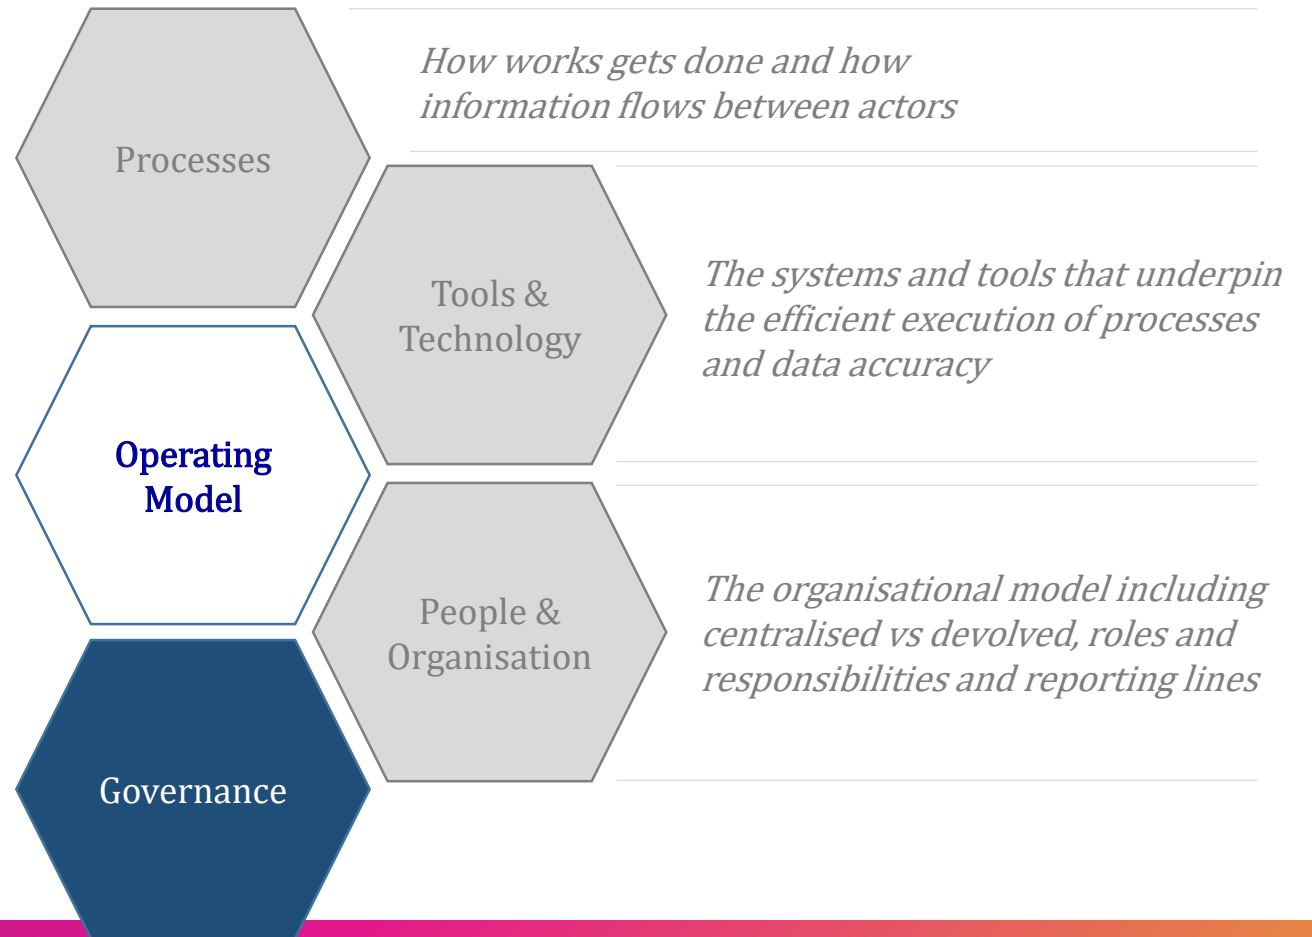 Processes
How works gets done and how
information flows between actors
Tools &
Technology
The systems and tools that underpin
the efficient execution of processes
and data accuracy
Operating
Model
People &
Organisation
The organisational model including
centralised vs devolved, roles and
responsibilities and reporting lines
Governance